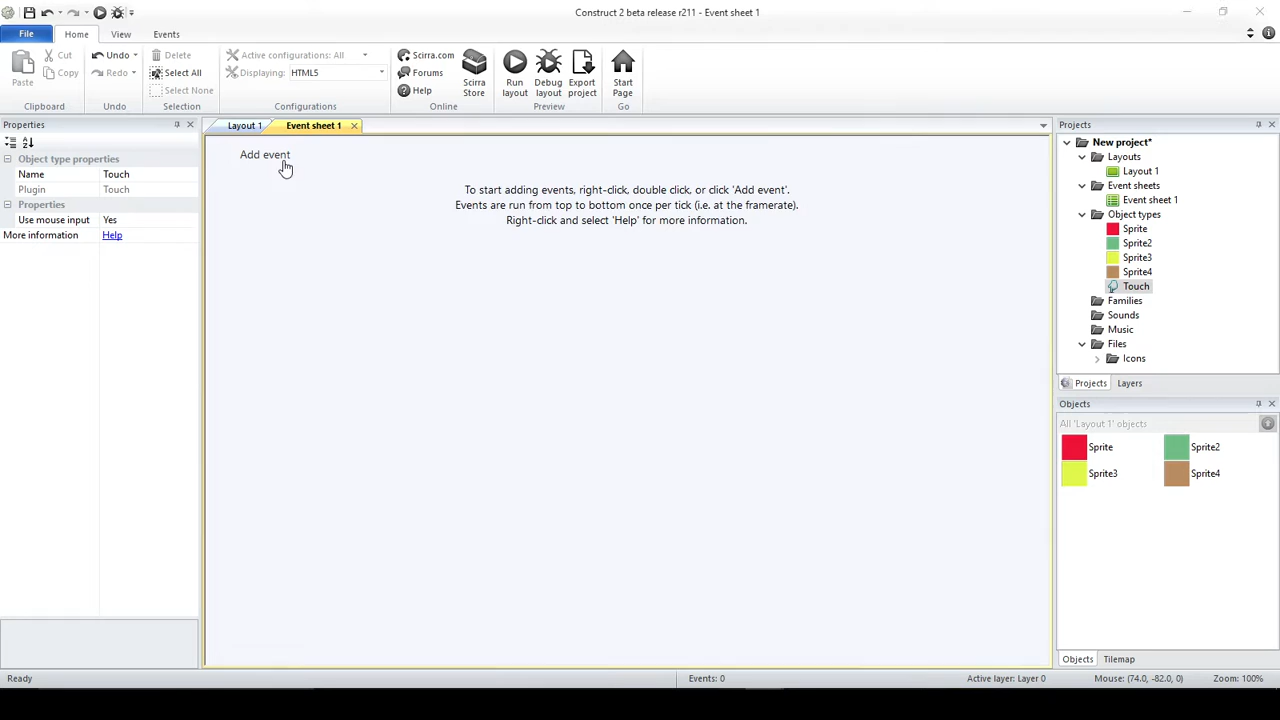 Construct 2 beta release r211 - Event sheet 1
File
Home
View
Events
Paste
Cut
Copy
Clipboard
Undo
Redo
Undo
Delete
Select All
Select None
Selection
Active configurations: All
Displaying: HTML5
Configurations
Scirra.com
Forums
Help
Scirra Store
Online
Run layout
Debug layout
Export project
Preview
Start Page
Go
Properties
Object type properties
Name Touch
Plugin Touch
Properties
Use mouse input Yes
More information Help
Layout 1
Event sheet 1
Add event
To start adding events, right-click, double click, or click 'Add event'.
Events are run from top to bottom once per tick (i.e. at the framerate).
Right-click and select 'Help' for more information.
Projects
New project*
Layouts
Layout 1
Event sheets
Event sheet 1
Object types
Sprite
Sprite2
Sprite3
Sprite4
Touch
Families
Sounds
Music
Files
Icons
Projects
Layers
Objects
All 'Layout 1' objects
Sprite
Sprite2
Sprite3
Sprite4
Objects
Tilemap
Ready
Events: 0
Active layer: Layer 0
Mouse: (74.0, -82.0, 0)
Zoom: 100%